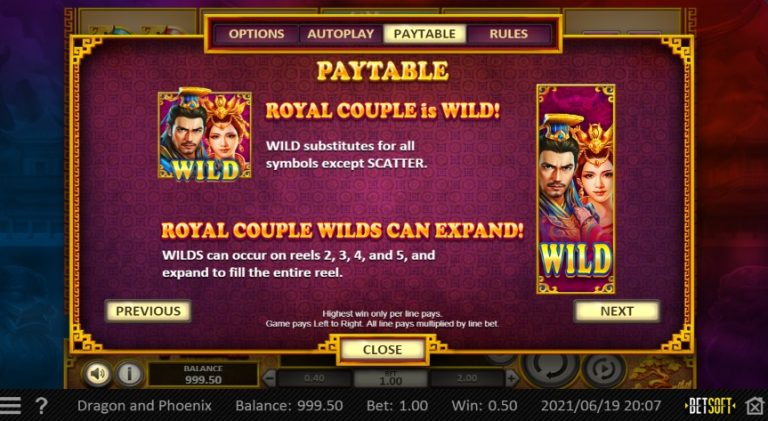 OPTIONS AUTOPLAY PAYTABLE RULES
PAYTABLE
ROYAL COUPLE is WILD!
WILD
WILD substitutes for all
symbols except SCATTER.
ROYAL COUPLE WILDS CAN EXPAND!
WILDS can occur on reels 2, 3, 4, and 5, and
expand to fill the entire reel.
WILD
PREVIOUS
Highest win only per line pays.
Game pays Left to Right. All line pays multiplied by line bet.
NEXT
CLOSE
BALANCE
999.50
0.40
BET
1.00
2.00
Dragon and Phoenix Balance: 999.50 Bet: 1.00 Win: 0.50 2021/06/19 20:07 BETSOFT